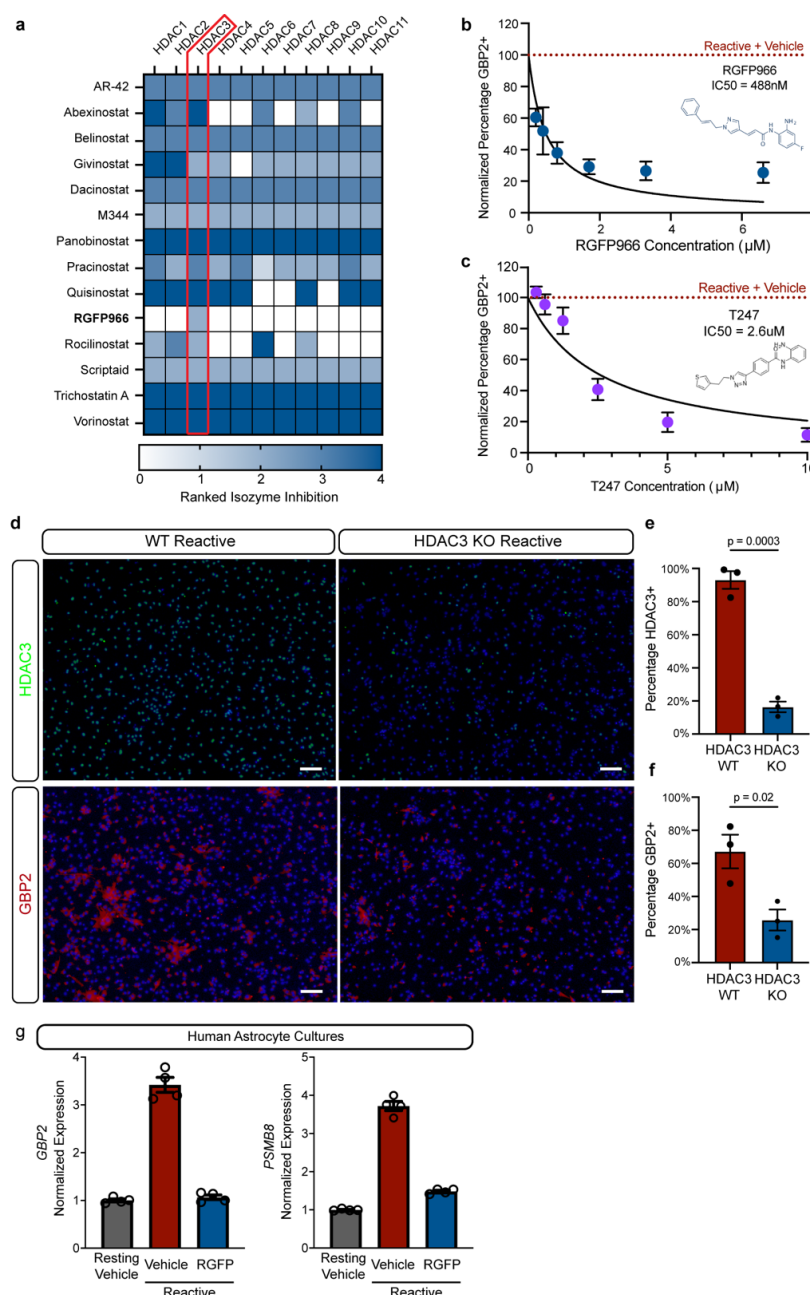 a
HDAC1
HDAC2
HDAC3
HDAC4
HDAC5
HDAC6
HDAC7
HDAC8
HDAC9
HDAC10
HDAC11
AR-42
Abexinostat
Belinostat
Givinostat
Dacinostat
M344
Panobinostat
Pracinostat
Quisinostat
RGFP966
Rocilinostat
Scriptaid
Trichostatin A
Vorinostat
0 1 2 3 4
Ranked Isozyme Inhibition
b
Normalized Percentage GBP2+
120
100
80
60
40
20
0
Reactive + Vehicle
RGFP966
IC50 = 488nM
NH2
N
N
O
H
N
F
0 2 4 6
RGFP966 Concentration (μM)
c
Normalized Percentage GBP2+
120
100
80
60
40
20
0
Reactive + Vehicle
T247
IC50 = 2.6uM
0 5 10
T247 Concentration (μM)
d
WT Reactive
HDAC3 KO Reactive
HDAC3
GBP2
e
p = 0.0003
Percentage HDAC3+
100%
80%
60%
40%
20%
0%
HDAC3 HDAC3
WT KO
f
p = 0.02
Percentage GBP2+
100%
80%
60%
40%
20%
0%
HDAC3 HDAC3
WT KO
g
Human Astrocyte Cultures
GBP2
Normalized Expression
4
3
2
1
0
Resting Vehicle RGFP
Vehicle
Reactive
PSMB8
Normalized Expression
5
4
3
2
1
0
Resting Vehicle RGFP
Vehicle
Reactive